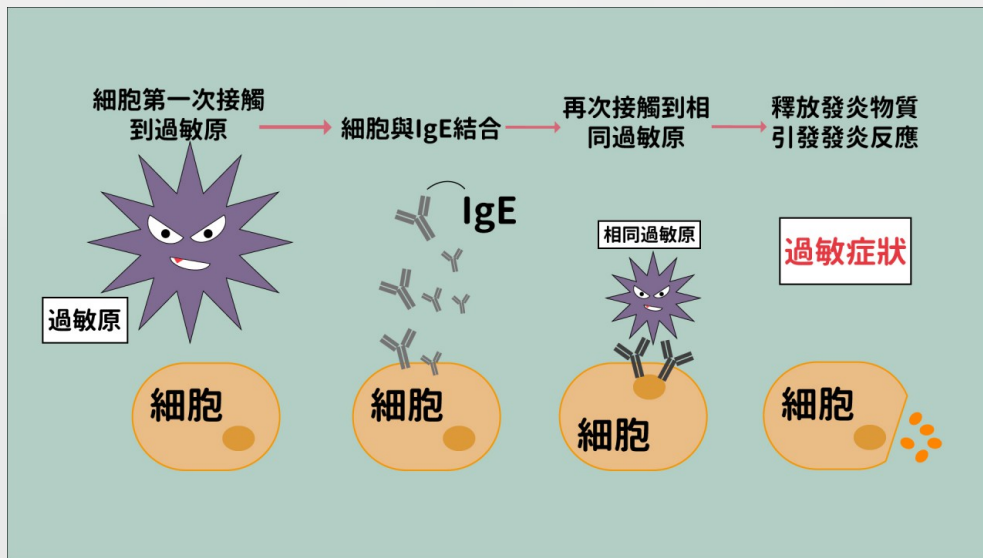 細胞第一次接觸
到過敏原
細胞與IgE結合
再次接觸到相
同過敏原
釋放發炎物質
引發發炎反應
IgE
相同過敏原
過敏症狀
過敏原
細胞
細胞
細胞
細胞